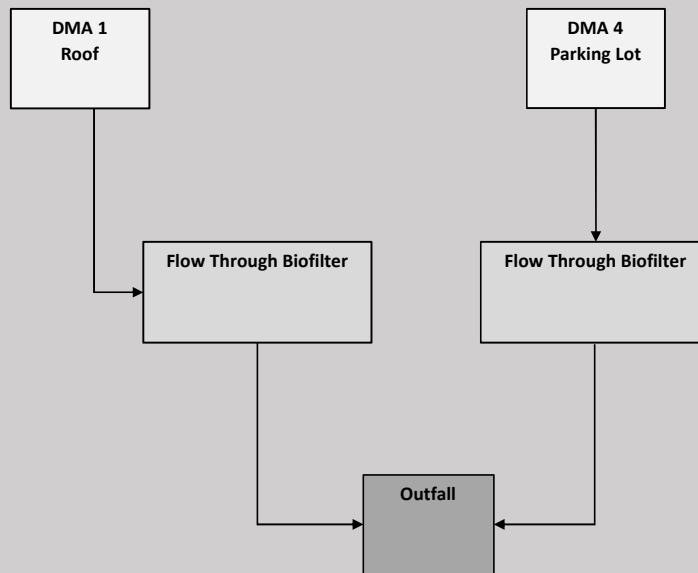 DMA 1
Roof
DMA 4
Parking Lot
Flow Through Biofilter
Flow Through Biofilter
Outfall